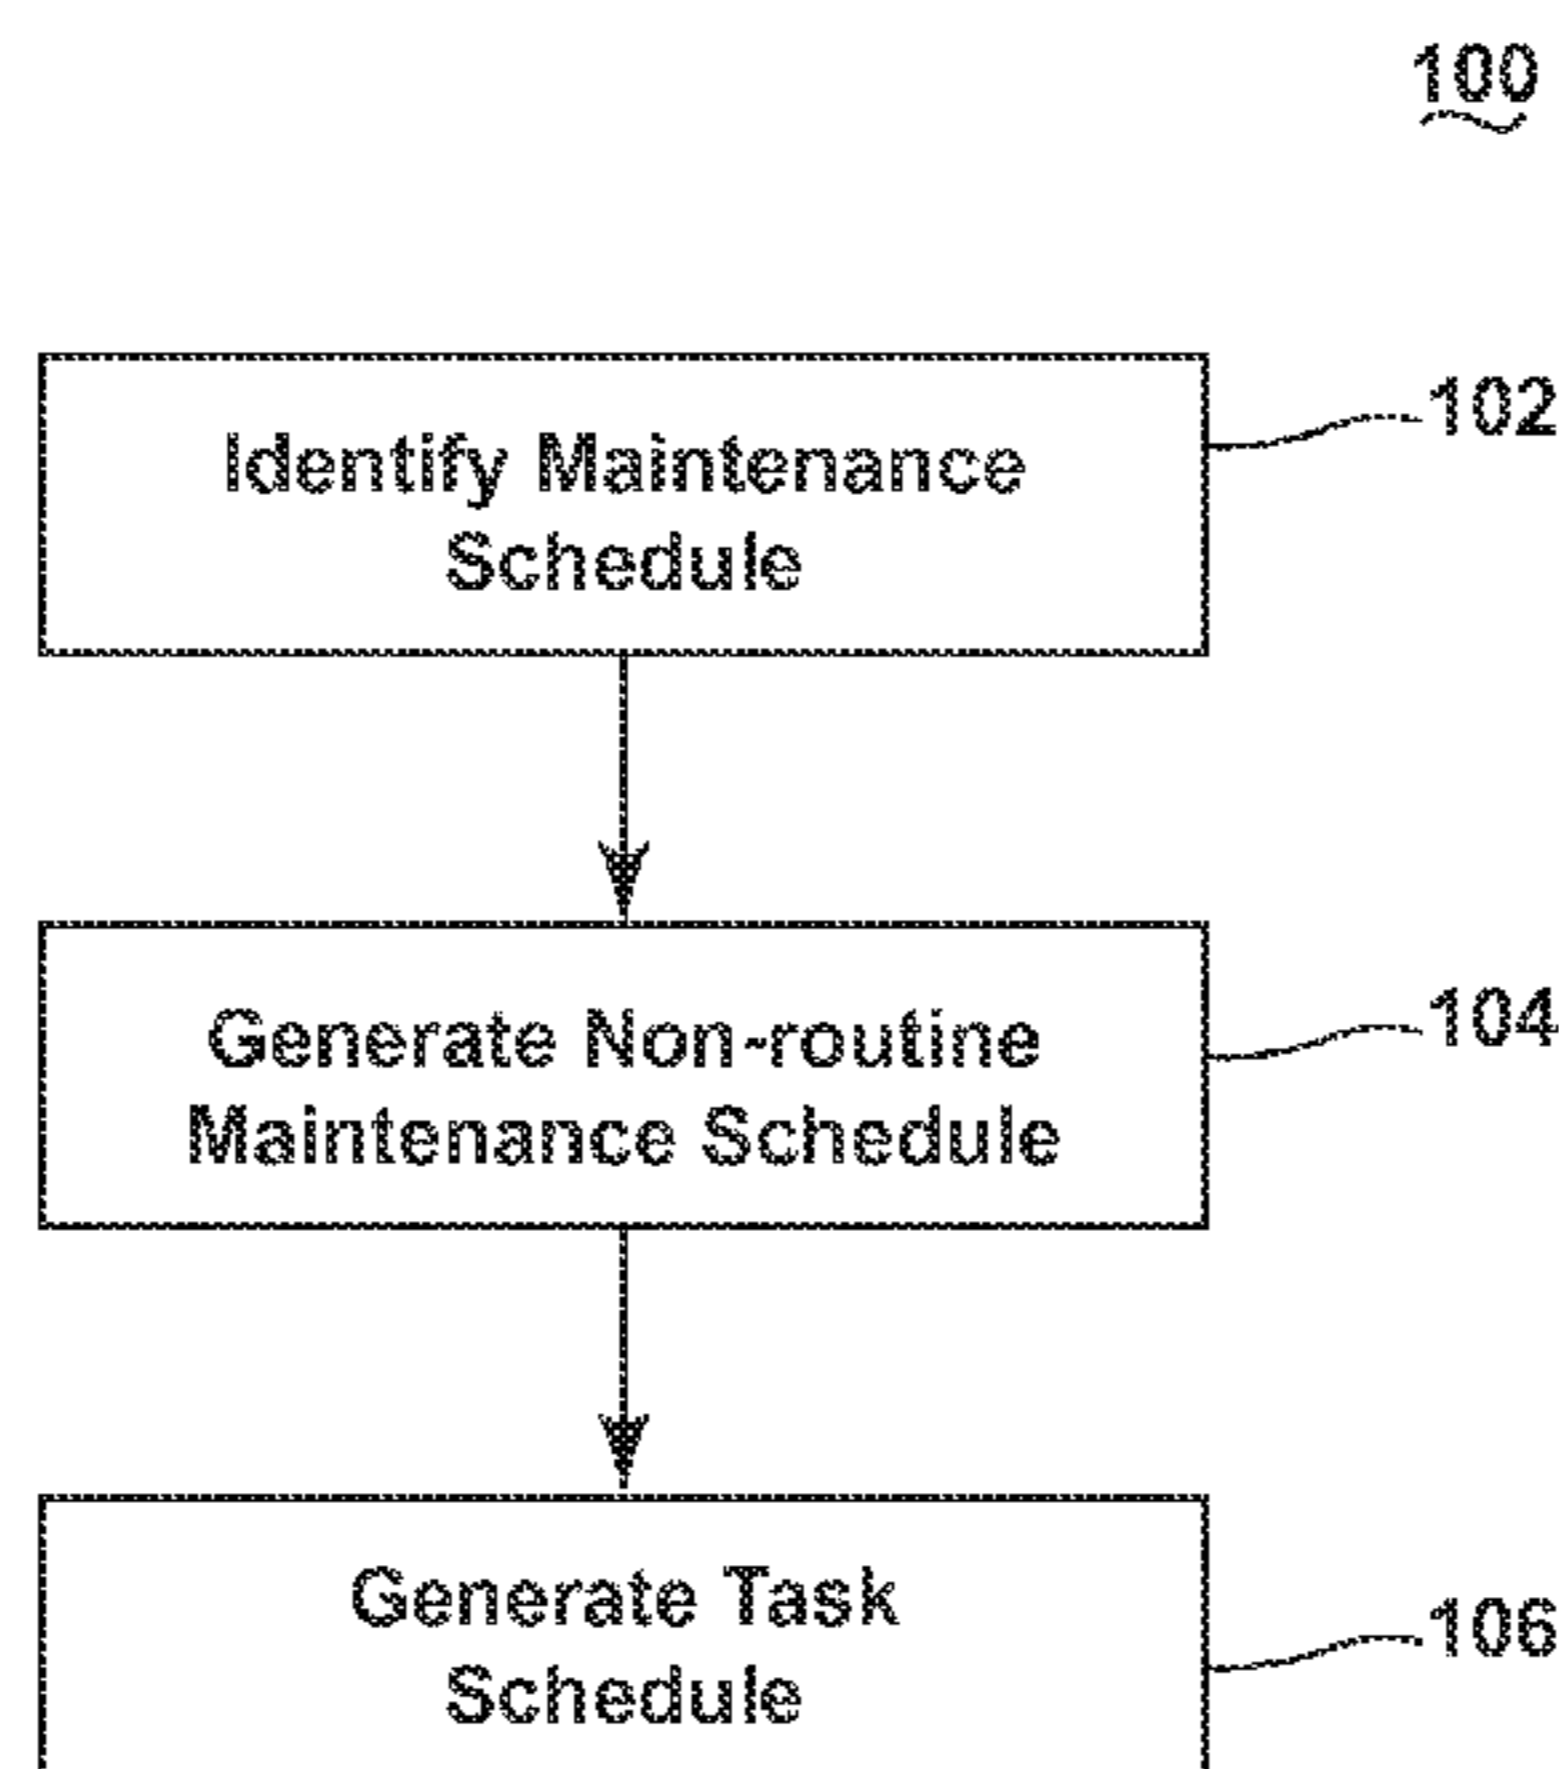 100
Identify Maintenance
Schedule
102
Generate Non-routine
Maintenance Schedule
104
Generate Task
Schedule
106